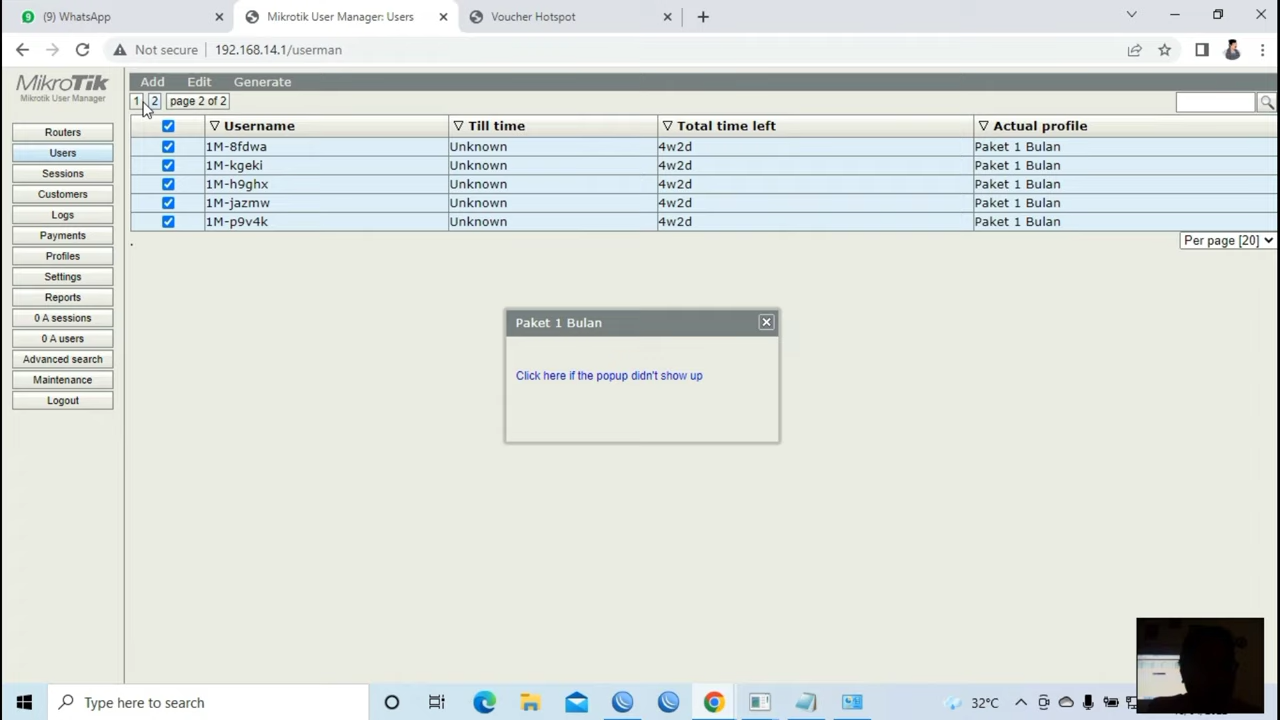 (9) WhatsApp
Mikrotik User Manager: Users
Voucher Hotspot
Not secure
192.168.14.1/userman
MikroTik
Mikrotik User Manager
Add
Edit
Generate
1
2
page 2 of 2
Routers
Users
Sessions
Customers
Logs
Payments
Profiles
Settings
Reports
0 A sessions
0 A users
Advanced search
Maintenance
Logout
Username Till time Total time left Actual profile
1M-8fdwa Unknown 4w2d Paket 1 Bulan
1M-kgeki Unknown 4w2d Paket 1 Bulan
1M-h9ghx Unknown 4w2d Paket 1 Bulan
1M-jazmw Unknown 4w2d Paket 1 Bulan
1M-p9v4k Unknown 4w2d Paket 1 Bulan
.
Per page [20]
Paket 1 Bulan
Click here if the popup didn't show up
Type here to search
32°C